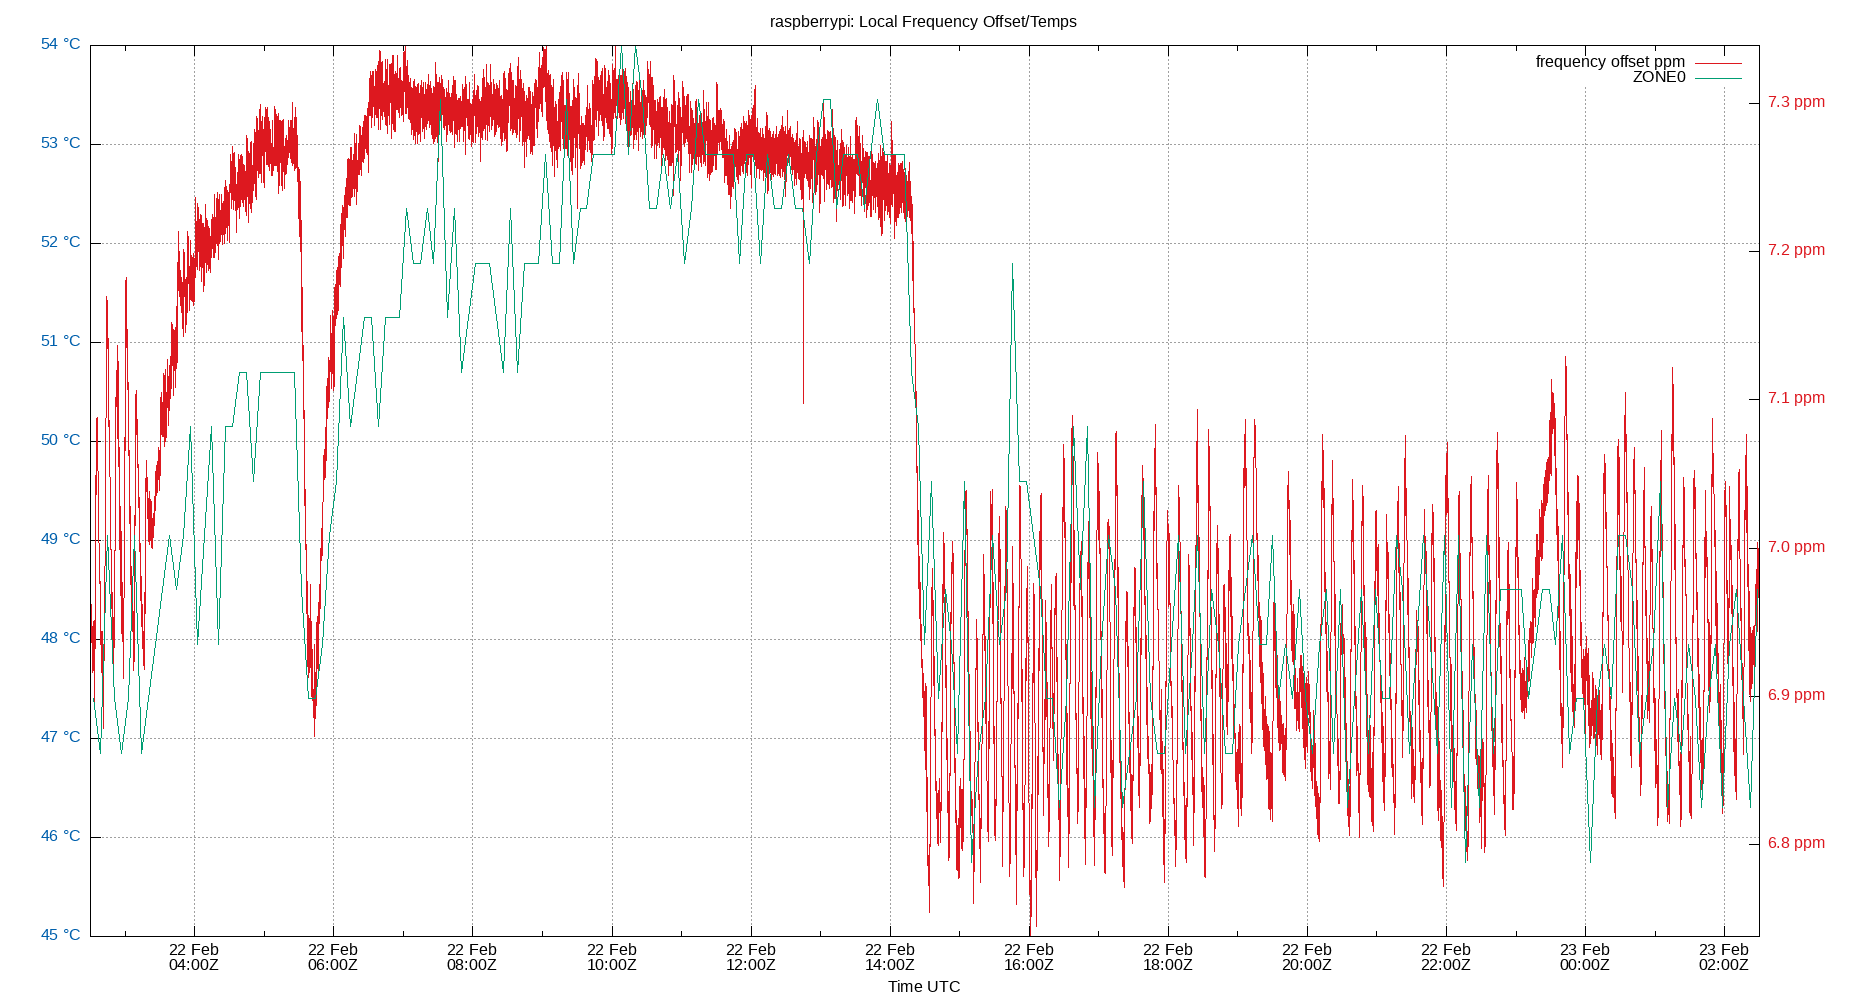 raspberrypi: Local Frequency Offset/Temps
frequency offset ppm
ZONE0
54 °C
53 °C
52 °C
51 °C
50 °C
49 °C
48 °C
47 °C
46 °C
45 °C
7.3 ppm
7.2 ppm
7.1 ppm
7.0 ppm
6.9 ppm
6.8 ppm
22 Feb
04:00Z
22 Feb
06:00Z
22 Feb
08:00Z
22 Feb
10:00Z
22 Feb
12:00Z
22 Feb
14:00Z
22 Feb
16:00Z
22 Feb
18:00Z
22 Feb
20:00Z
22 Feb
22:00Z
23 Feb
00:00Z
23 Feb
02:00Z
Time UTC